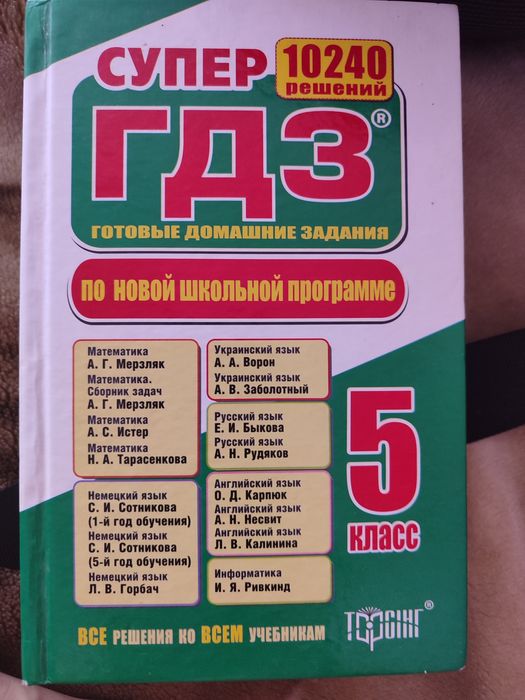 СУПЕР
10240
решений
ГДЗ®
ГОТОВЫЕ ДОМАШНИЕ ЗАДАНИЯ
ПО НОВОЙ ШКОЛЬНОЙ ПРОГРАММЕ
Математика
А. Г. Мерзляк
Математика.
Сборник задач
А. Г. Мерзляк
Математика
А. С. Истер
Математика
Н. А. Тарасенкова
Немецкий язык
С. И. Сотникова
(1-й год обучения)
Немецкий язык
С. И. Сотникова
(5-й год обучения)
Немецкий язык
Л. В. Горбач
Украинский язык
А. А. Ворон
Украинский язык
А. В. Заболотный
Русский язык
Е. И. Быкова
Русский язык
А. Н. Рудяков
Английский язык
О. Д. Карпюк
Английский язык
А. Н. Несвит
Английский язык
Л. В. Калинина
Информатика
И. Я. Ривкинд
5
КЛАСС
ВСЕ РЕШЕНИЯ КО ВСЕМ УЧЕБНИКАМ
ТОРСІНГ®